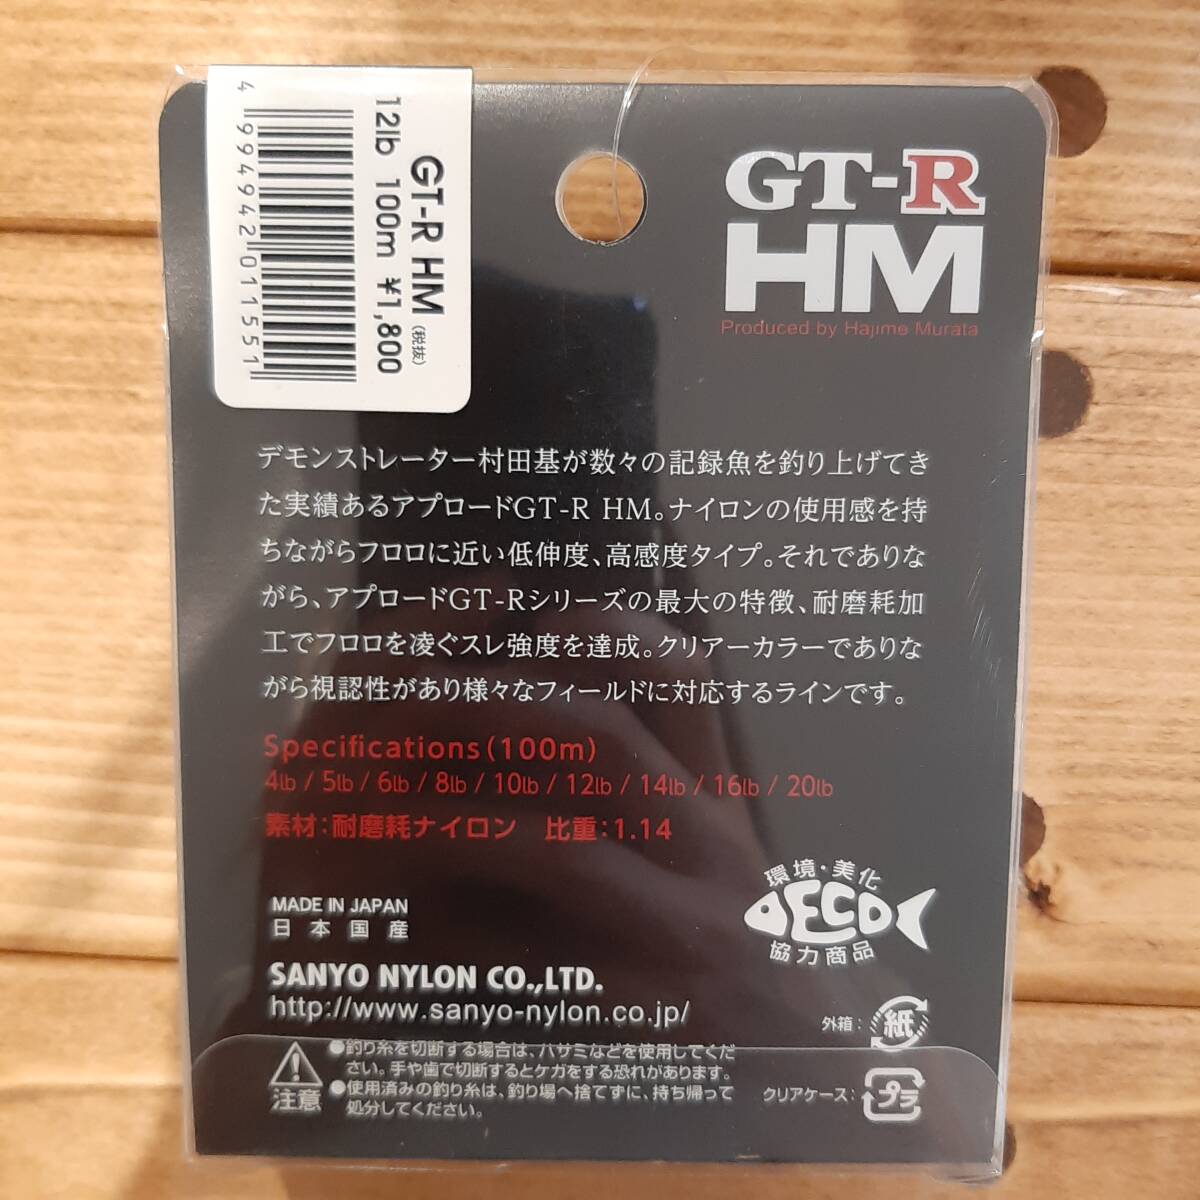 GT-R HM (税抜)
12lb 100m ¥1,800
4 994942 011551
GT-R
HM
Produced by Hajime Murata
デモンストレーター村田基が数々の記録魚を釣り上げてき
た実績あるアプロードGT-R HM。ナイロンの使用感を持
ちながらフロロに近い低伸度、高感度タイプ。それでありな
がら、アプロードGT-Rシリーズの最大の特徴、耐磨耗加
工でフロロを凌ぐスレ強度を達成。クリアーカラーでありな
がら視認性があり様々なフィールドに対応するラインです。
Specifications(100m)
4lb / 5lb / 6lb / 8lb / 10lb / 12lb / 14lb / 16lb / 20lb
素材:耐磨耗ナイロン 比重:1.14
環境・美化
ECO
協力商品
MADE IN JAPAN
日本国産
SANYO NYLON CO.,LTD.
http://www.sanyo-nylon.co.jp/
外箱: 紙
注意
●釣り糸を切断する場合は、ハサミなどを使用してくだ
さい。手や歯で切断するとケガをする恐れがあります。
●使用済みの釣り糸は、釣り場へ捨てずに、持ち帰って
処分してください。
クリアケース: プラ